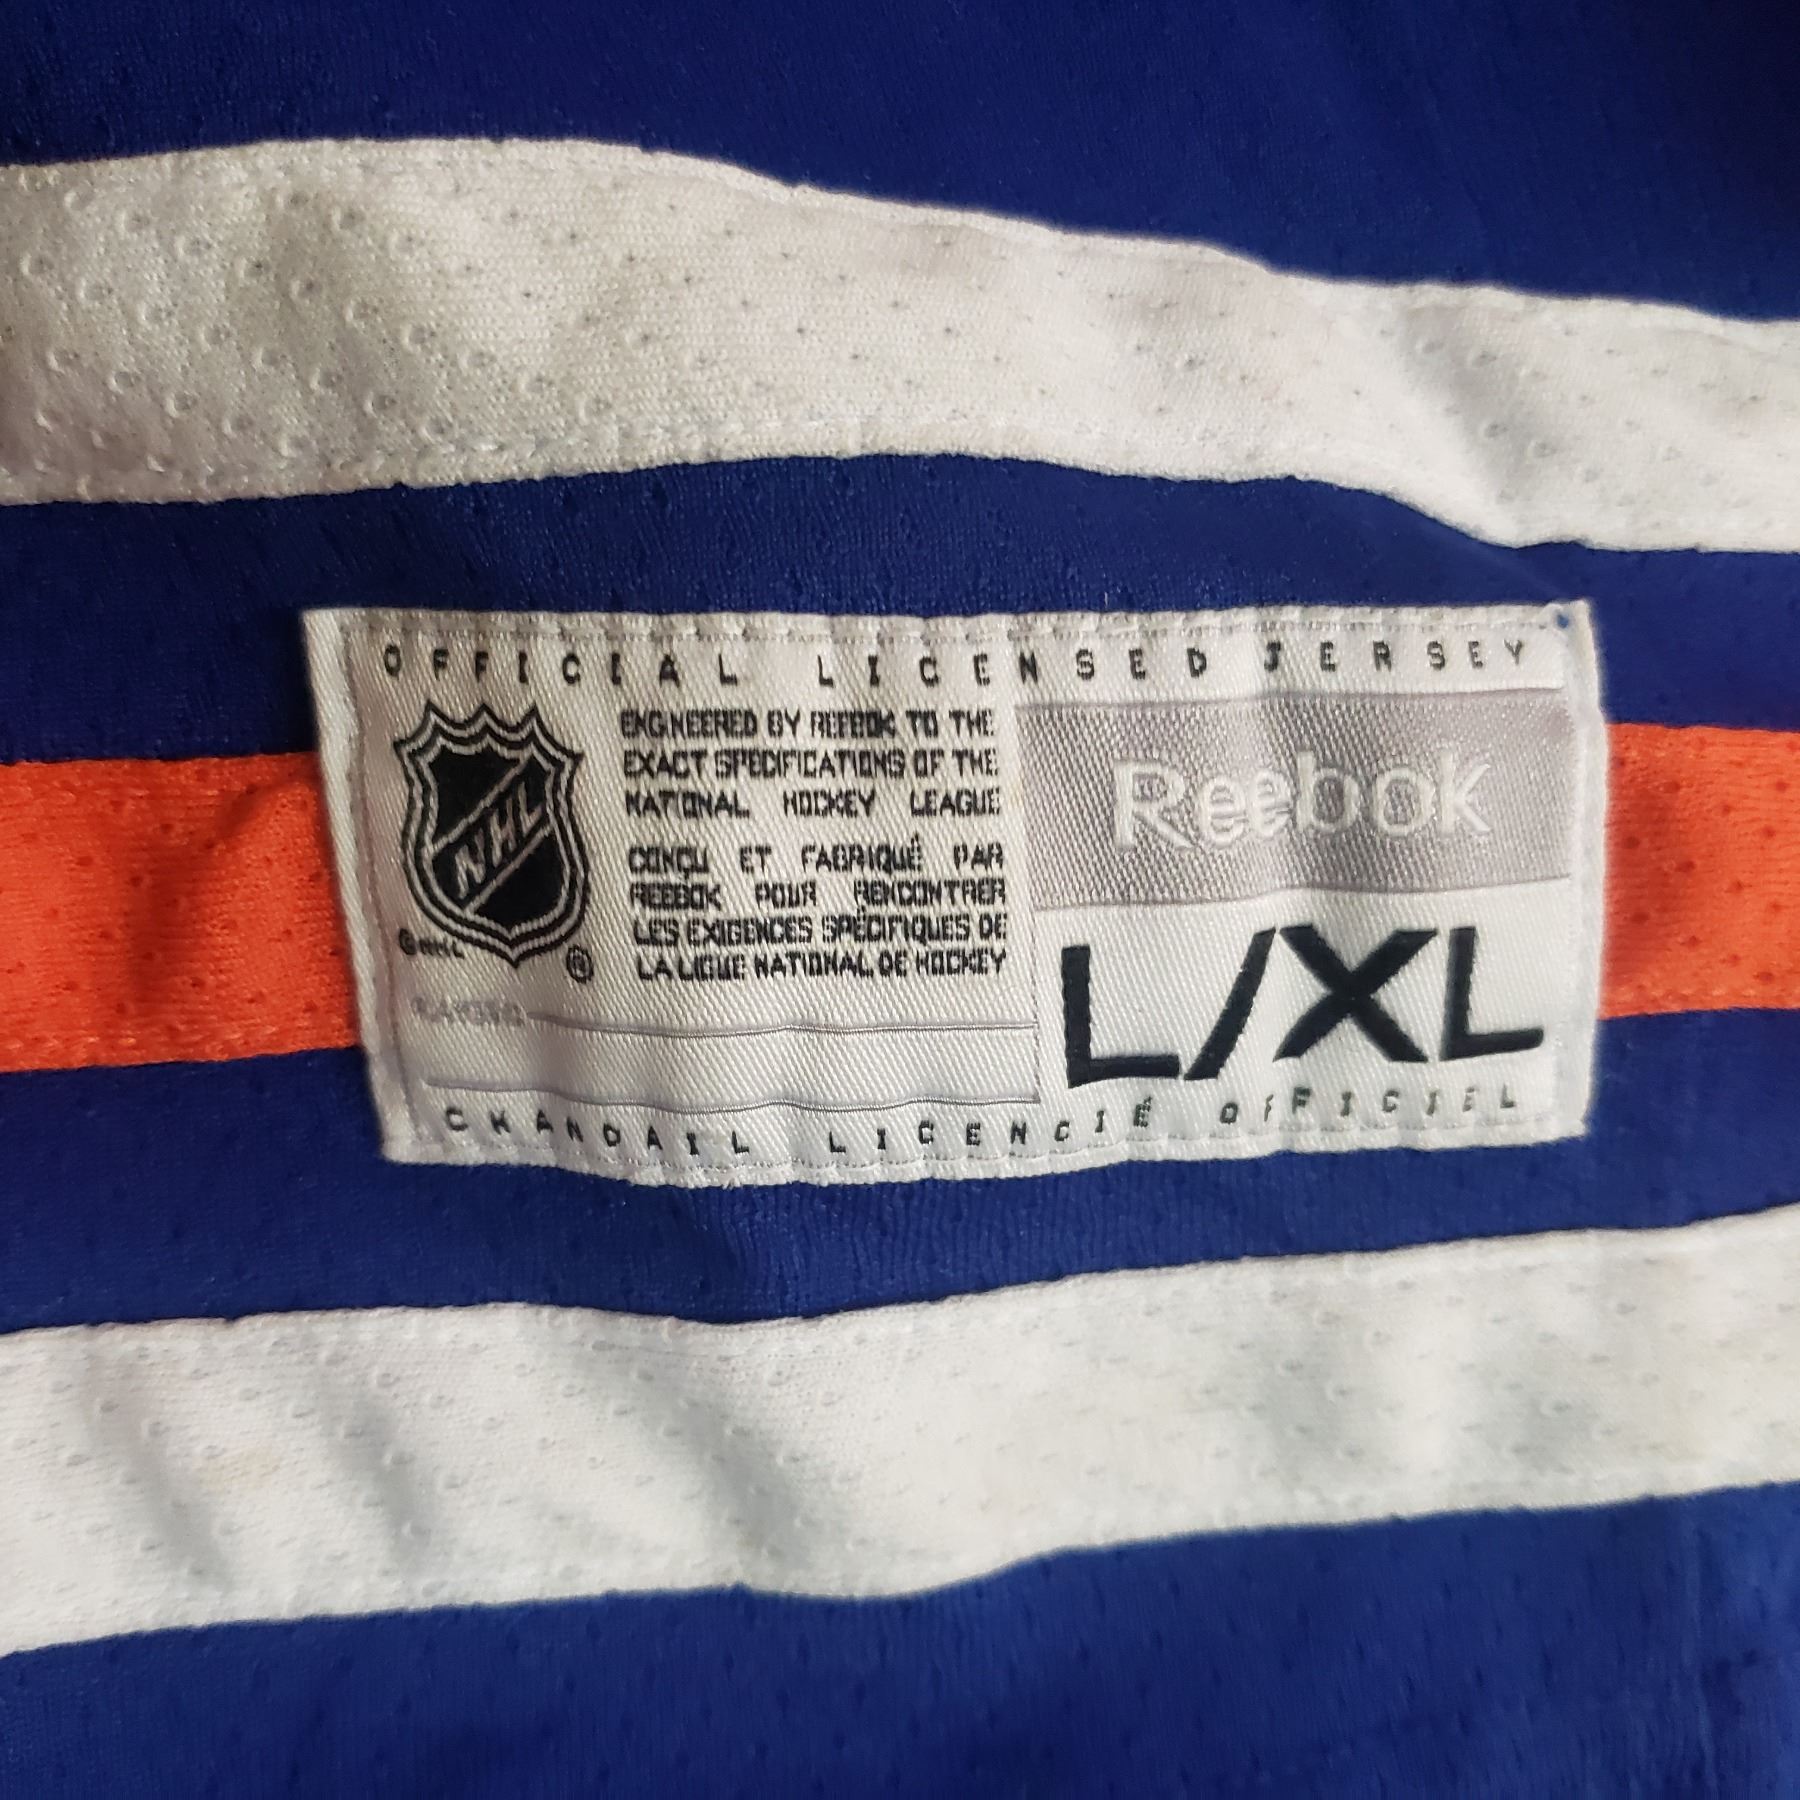 OFFICIAL LICENSED JERSEY
NHL
ENGINEERED BY REEBOK TO THE
EXACT SPECIFICATIONS OF THE
NATIONAL HOCKEY LEAGUE
CONÇU ET FABRIQUÉ PAR
REEBOK POUR RENCONTRER
LES EXIGENCES SPÉCIFIQUES DE
LA LIGUE NATIONAL DE HOCKEY
© NHL ®
Reebok
L/XL
CHANDAIL LICENCIÉ OFFICIEL